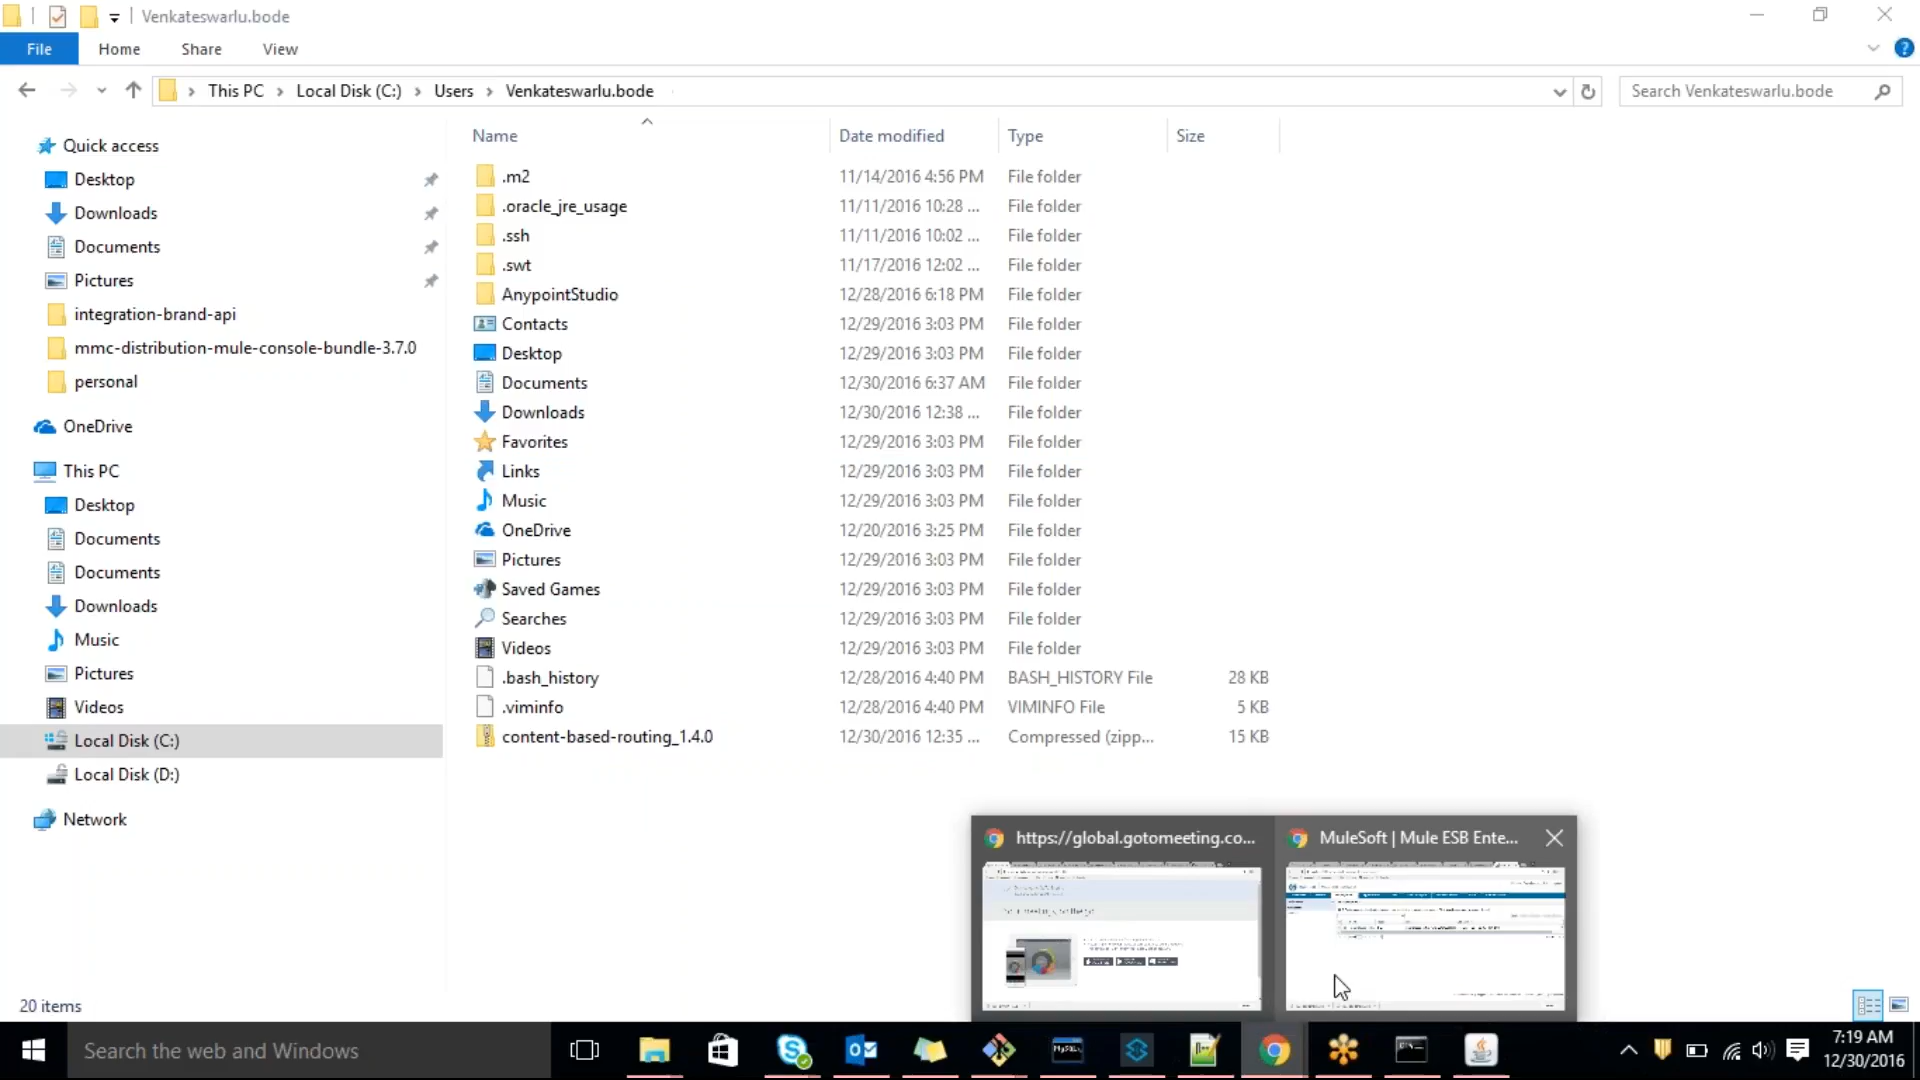 Venkateswarlu.bode
File Home Share View
This PC Local Disk (C:) Users Venkateswarlu.bode Search Venkateswarlu.bode
Name Date modified Type Size
.m2 11/14/2016 4:56 PM File folder
.oracle_jre_usage 11/11/2016 10:28 ... File folder
.ssh 11/11/2016 10:02 ... File folder
.swt 11/17/2016 12:02 ... File folder
AnypointStudio 12/28/2016 6:18 PM File folder
Contacts 12/29/2016 3:03 PM File folder
Desktop 12/29/2016 3:03 PM File folder
Documents 12/30/2016 6:37 AM File folder
Downloads 12/30/2016 12:38 ... File folder
Favorites 12/29/2016 3:03 PM File folder
Links 12/29/2016 3:03 PM File folder
Music 12/29/2016 3:03 PM File folder
OneDrive 12/20/2016 3:25 PM File folder
Pictures 12/29/2016 3:03 PM File folder
Saved Games 12/29/2016 3:03 PM File folder
Searches 12/29/2016 3:03 PM File folder
Videos 12/29/2016 3:03 PM File folder
.bash_history 12/28/2016 4:40 PM BASH_HISTORY File 28 KB
.viminfo 12/28/2016 4:40 PM VIMINFO File 5 KB
content-based-routing_1.4.0 12/30/2016 12:35 ... Compressed (zipp... 15 KB
Quick access
Desktop
Downloads
Documents
Pictures
integration-brand-api
mmc-distribution-mule-console-bundle-3.7.0
personal
OneDrive
This PC
Desktop
Documents
Documents
Downloads
Music
Pictures
Videos
Local Disk (C:)
Local Disk (D:)
Network
https://global.gotomeeting.co... MuleSoft | Mule ESB Ente...
20 items
Search the web and Windows
7:19 AM
12/30/2016